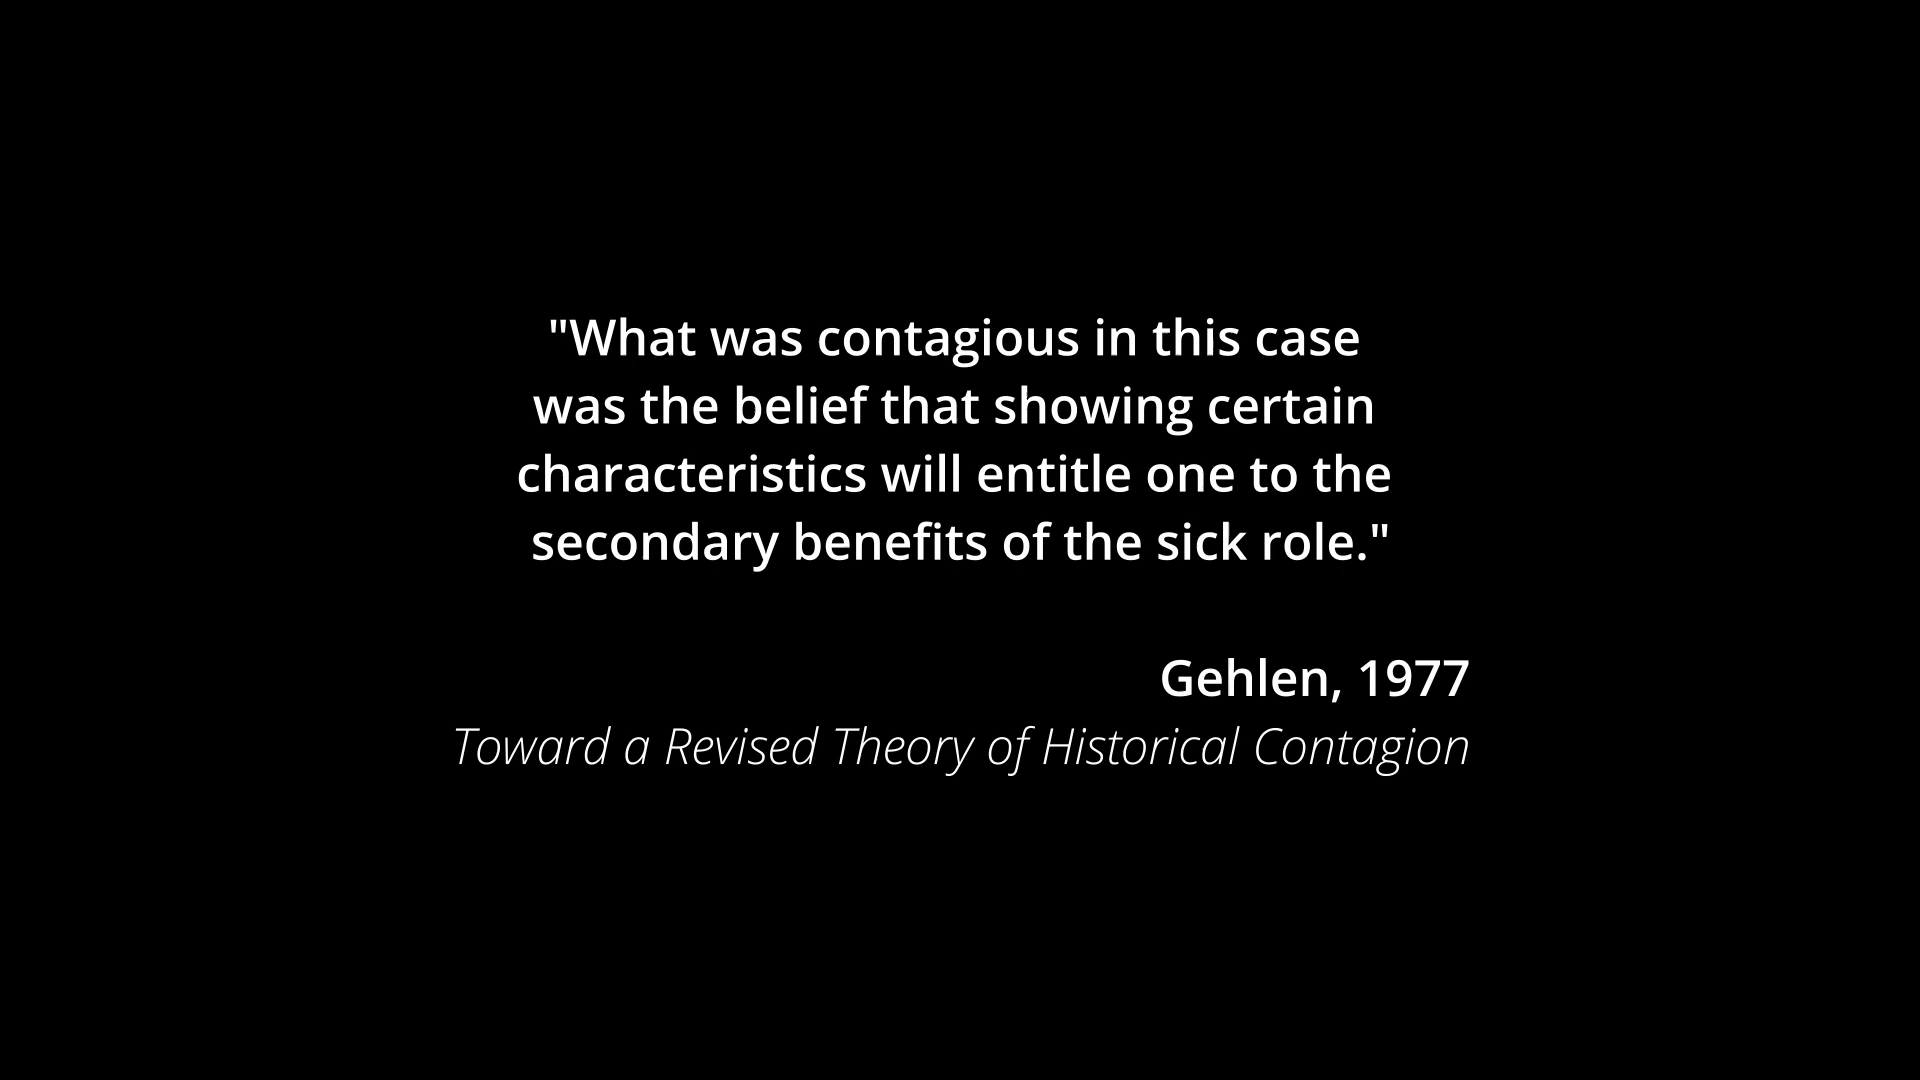 "What was contagious in this case
was the belief that showing certain
characteristics will entitle one to the
secondary benefits of the sick role."
Gehlen, 1977
Toward a Revised Theory of Historical Contagion